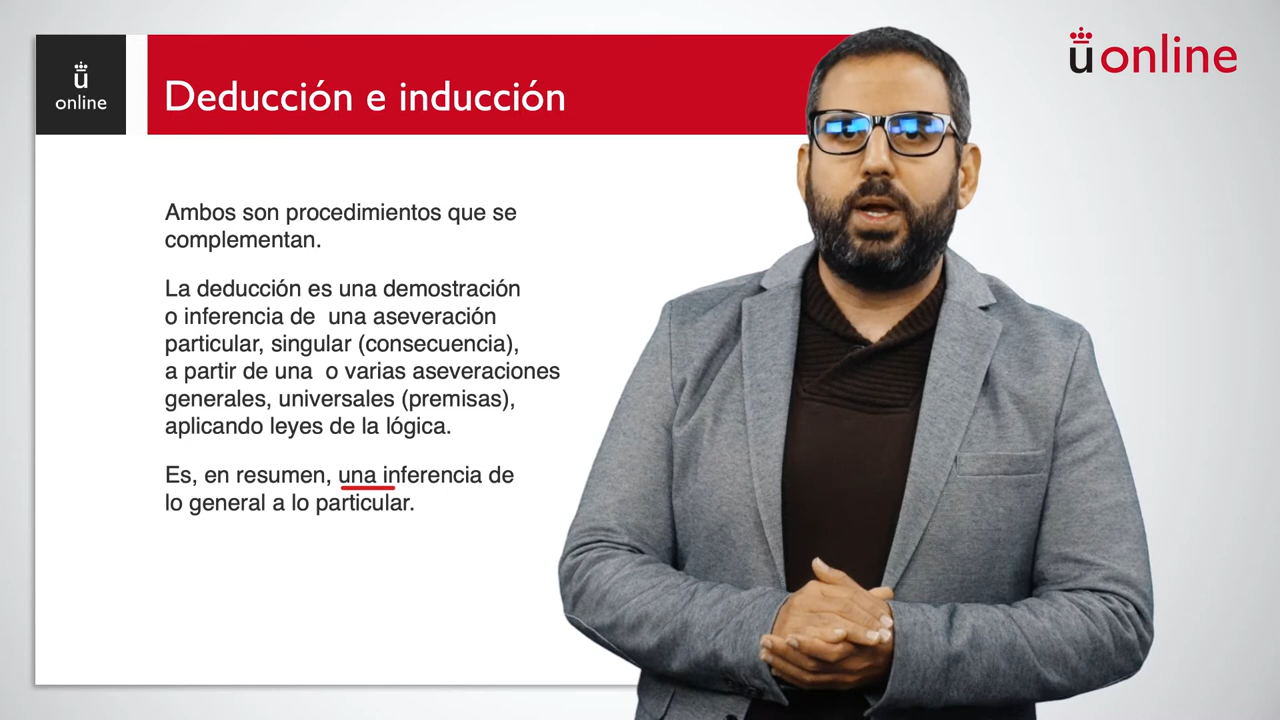 ü
online
Deducción e inducción
üonline
Ambos son procedimientos que se
complementan.
La deducción es una demostración
o inferencia de una aseveración
particular, singular (consecuencia),
a partir de una o varias aseveraciones
generales, universales (premisas),
aplicando leyes de la lógica.
Es, en resumen, una inferencia de
lo general a lo particular.